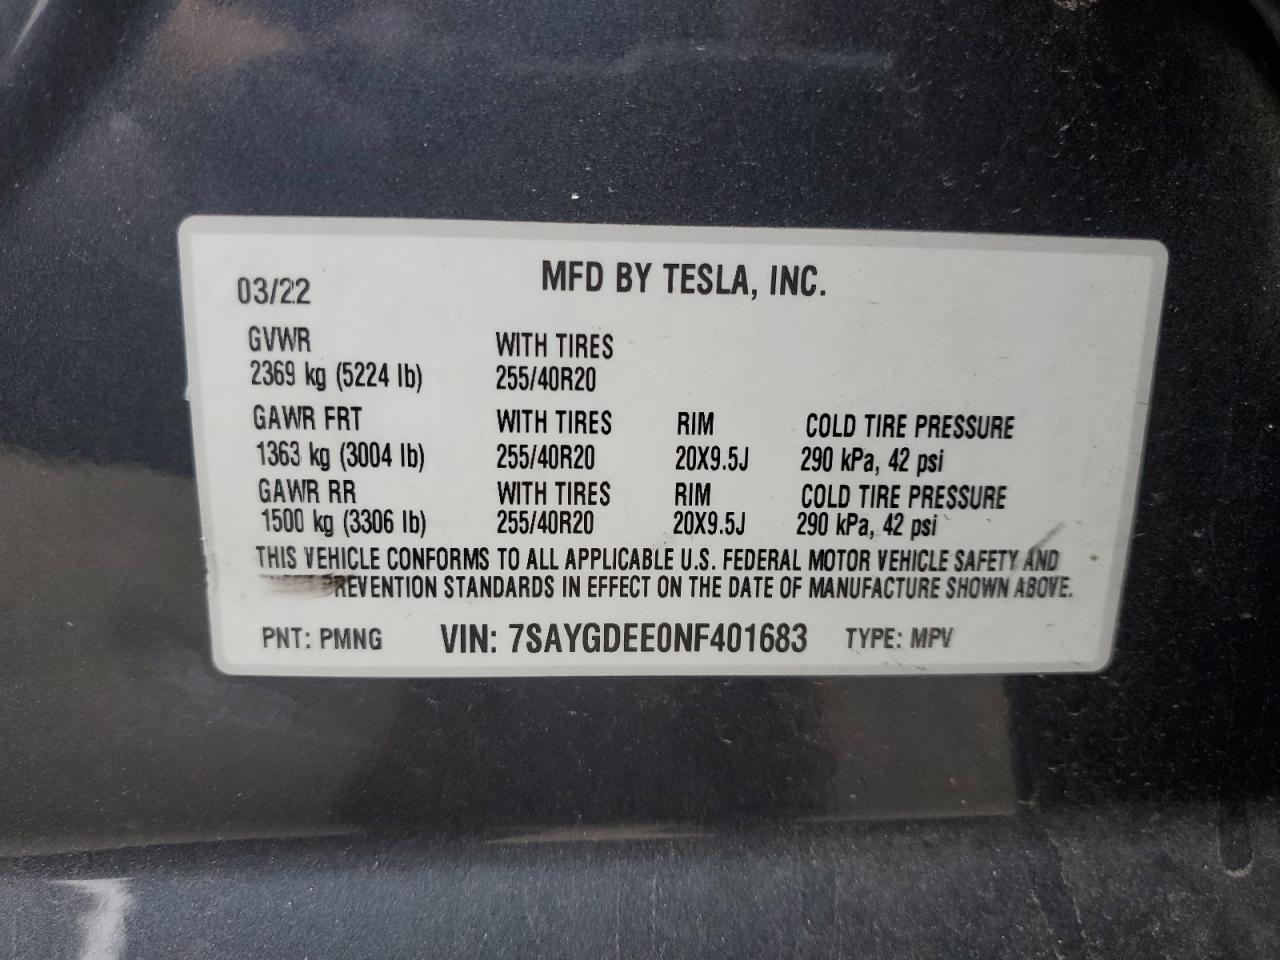 MFD BY TESLA, INC.
03/22
GVWR WITH TIRES
2369 kg (5224 lb) 255/40R20
GAWR FRT WITH TIRES RIM COLD TIRE PRESSURE
1363 kg (3004 lb) 255/40R20 20X9.5J 290 kPa, 42 psi
GAWR RR WITH TIRES RIM COLD TIRE PRESSURE
1500 kg (3306 lb) 255/40R20 20X9.5J 290 kPa, 42 psi
THIS VEHICLE CONFORMS TO ALL APPLICABLE U.S. FEDERAL MOTOR VEHICLE SAFETY AND
STANDARDS IN EFFECT ON THE DATE OF MANUFACTURE SHOWN ABOVE.
PNT: PMNG VIN: 7SAYGDEE0NF401683 TYPE: MPV